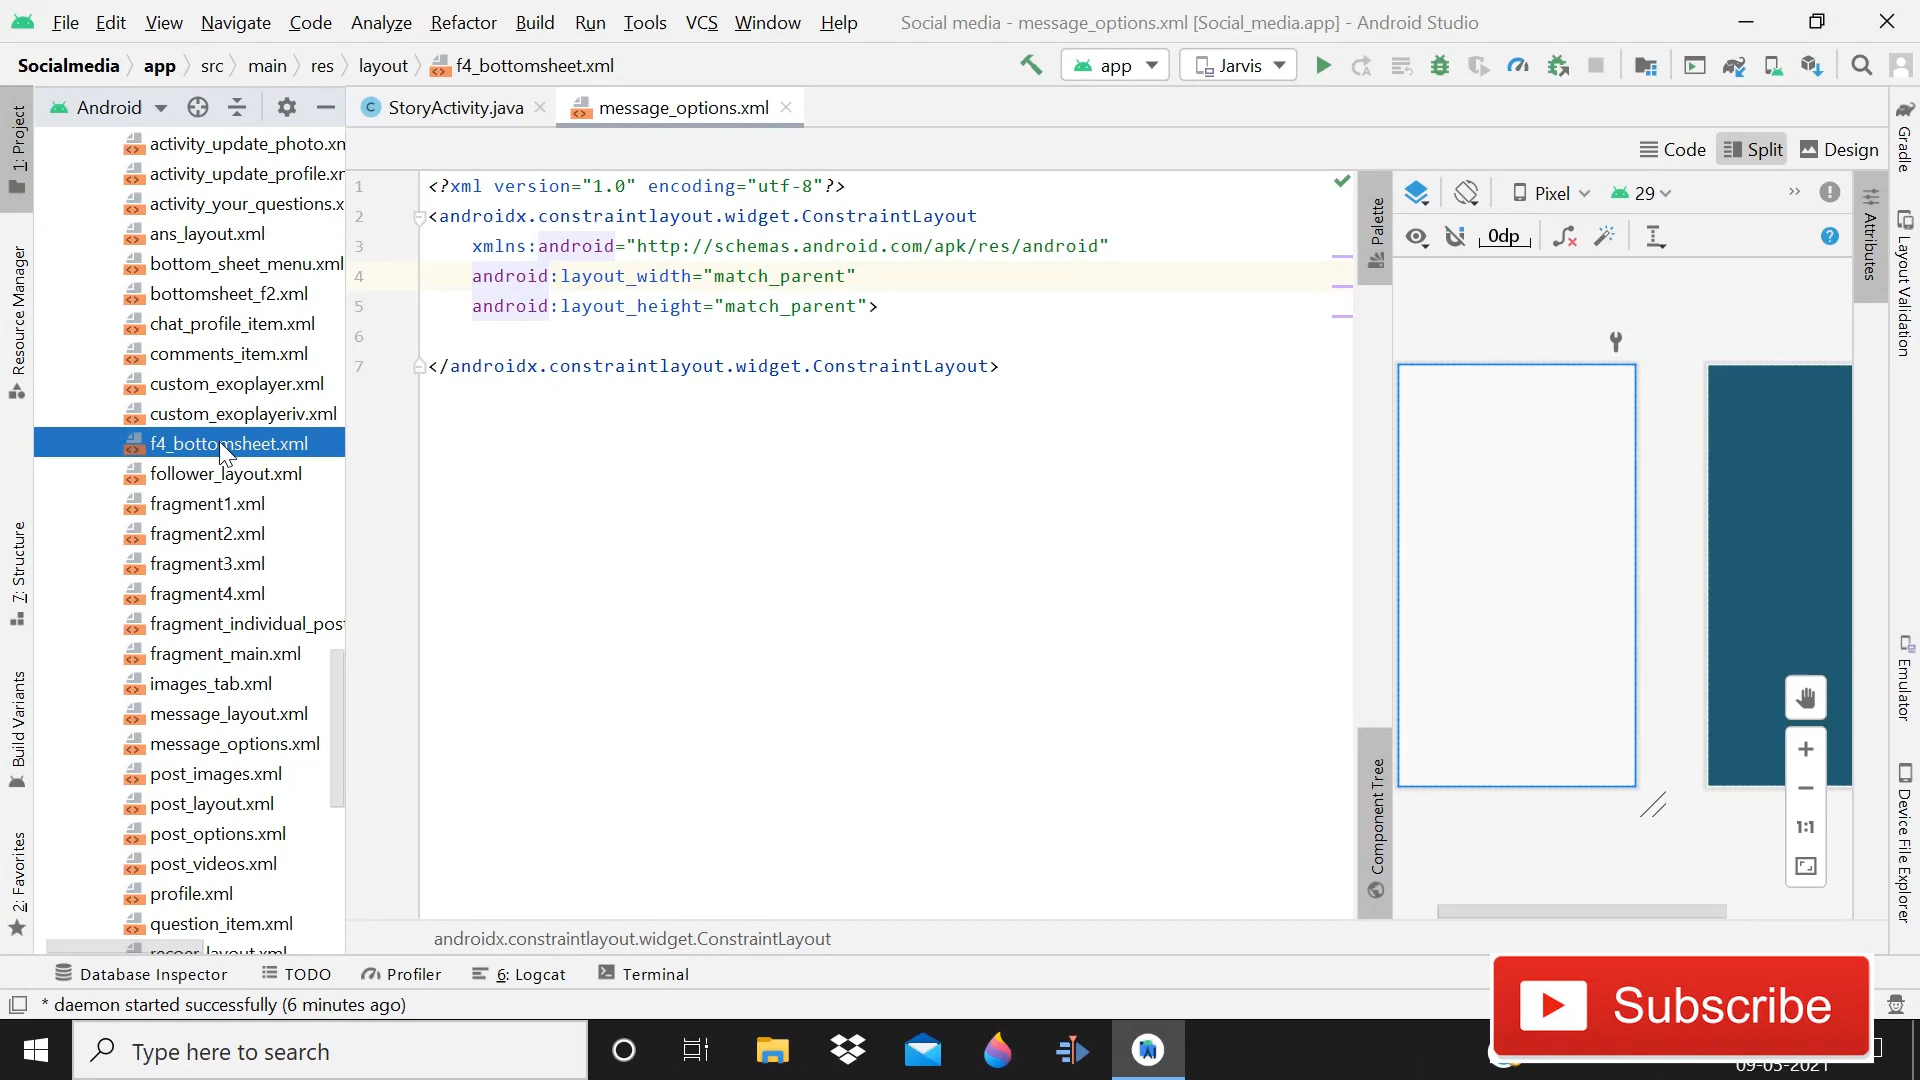 File Edit View Navigate Code Analyze Refactor Build Run Tools VCS Window Help Social media - message_options.xml [Social_media.app] - Android Studio
Socialmedia app src main res layout f4_bottomsheet.xml app Jarvis
Android StoryActivity.java message_options.xml
Code Split Design
1: Project
Resource Manager
7: Structure
Build Variants
2: Favorites
activity_update_photo.xn
activity_update_profile.xr
activity_your_questions.x
ans_layout.xml
bottom_sheet_menu.xml
bottomsheet_f2.xml
chat_profile_item.xml
comments_item.xml
custom_exoplayer.xml
custom_exoplayeriv.xml
f4_bottomsheet.xml
follower_layout.xml
fragment1.xml
fragment2.xml
fragment3.xml
fragment4.xml
fragment_individual_post
fragment_main.xml
images_tab.xml
message_layout.xml
message_options.xml
post_images.xml
post_layout.xml
post_options.xml
post_videos.xml
profile.xml
question_item.xml
1 <?xml version="1.0" encoding="utf-8"?>
2 <androidx.constraintlayout.widget.ConstraintLayout
3 xmlns:android="http://schemas.android.com/apk/res/android"
4 android:layout_width="match_parent"
5 android:layout_height="match_parent">
6
7 </androidx.constraintlayout.widget.ConstraintLayout>
androidx.constraintlayout.widget.ConstraintLayout
Palette
Component Tree
Pixel 29
0dp
1:1
Attributes
Gradle
Layout Validation
Emulator
Device File Explorer
Database Inspector TODO Profiler 6: Logcat Terminal
* daemon started successfully (6 minutes ago)
Subscribe
Type here to search
09-05-2021